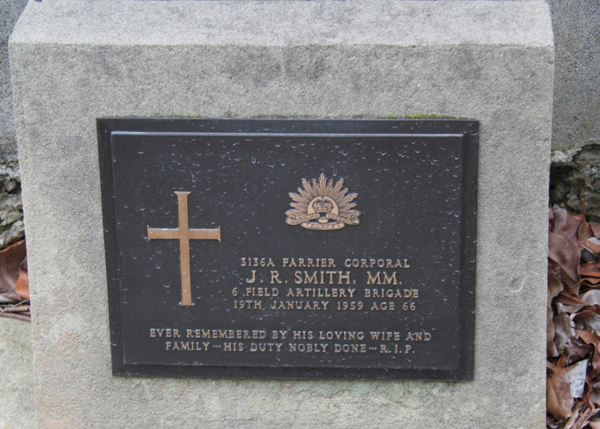 3136A FARRIER CORPORAL
J. R. SMITH, MM.
6 FIELD ARTILLERY BRIGADE
19TH JANUARY 1959 AGE 66
EVER REMEMBERED BY HIS LOVING WIFE AND
FAMILY — HIS DUTY NOBLY DONE — R.I.P.